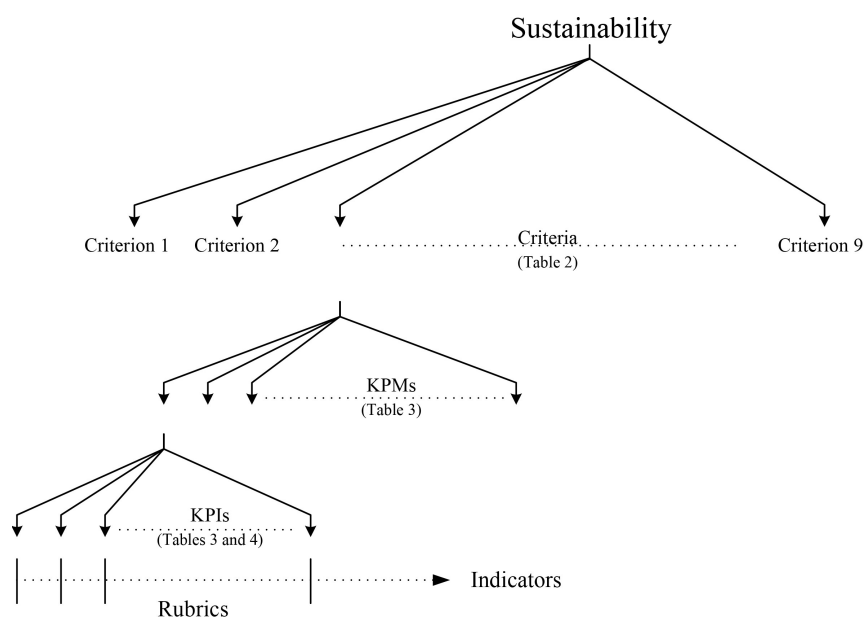 Sustainability
Criterion 1
Criterion 2
Criteria
(Table 2)
Criterion 9
KPMs
(Table 3)
KPIs
(Tables 3 and 4)
Indicators
Rubrics